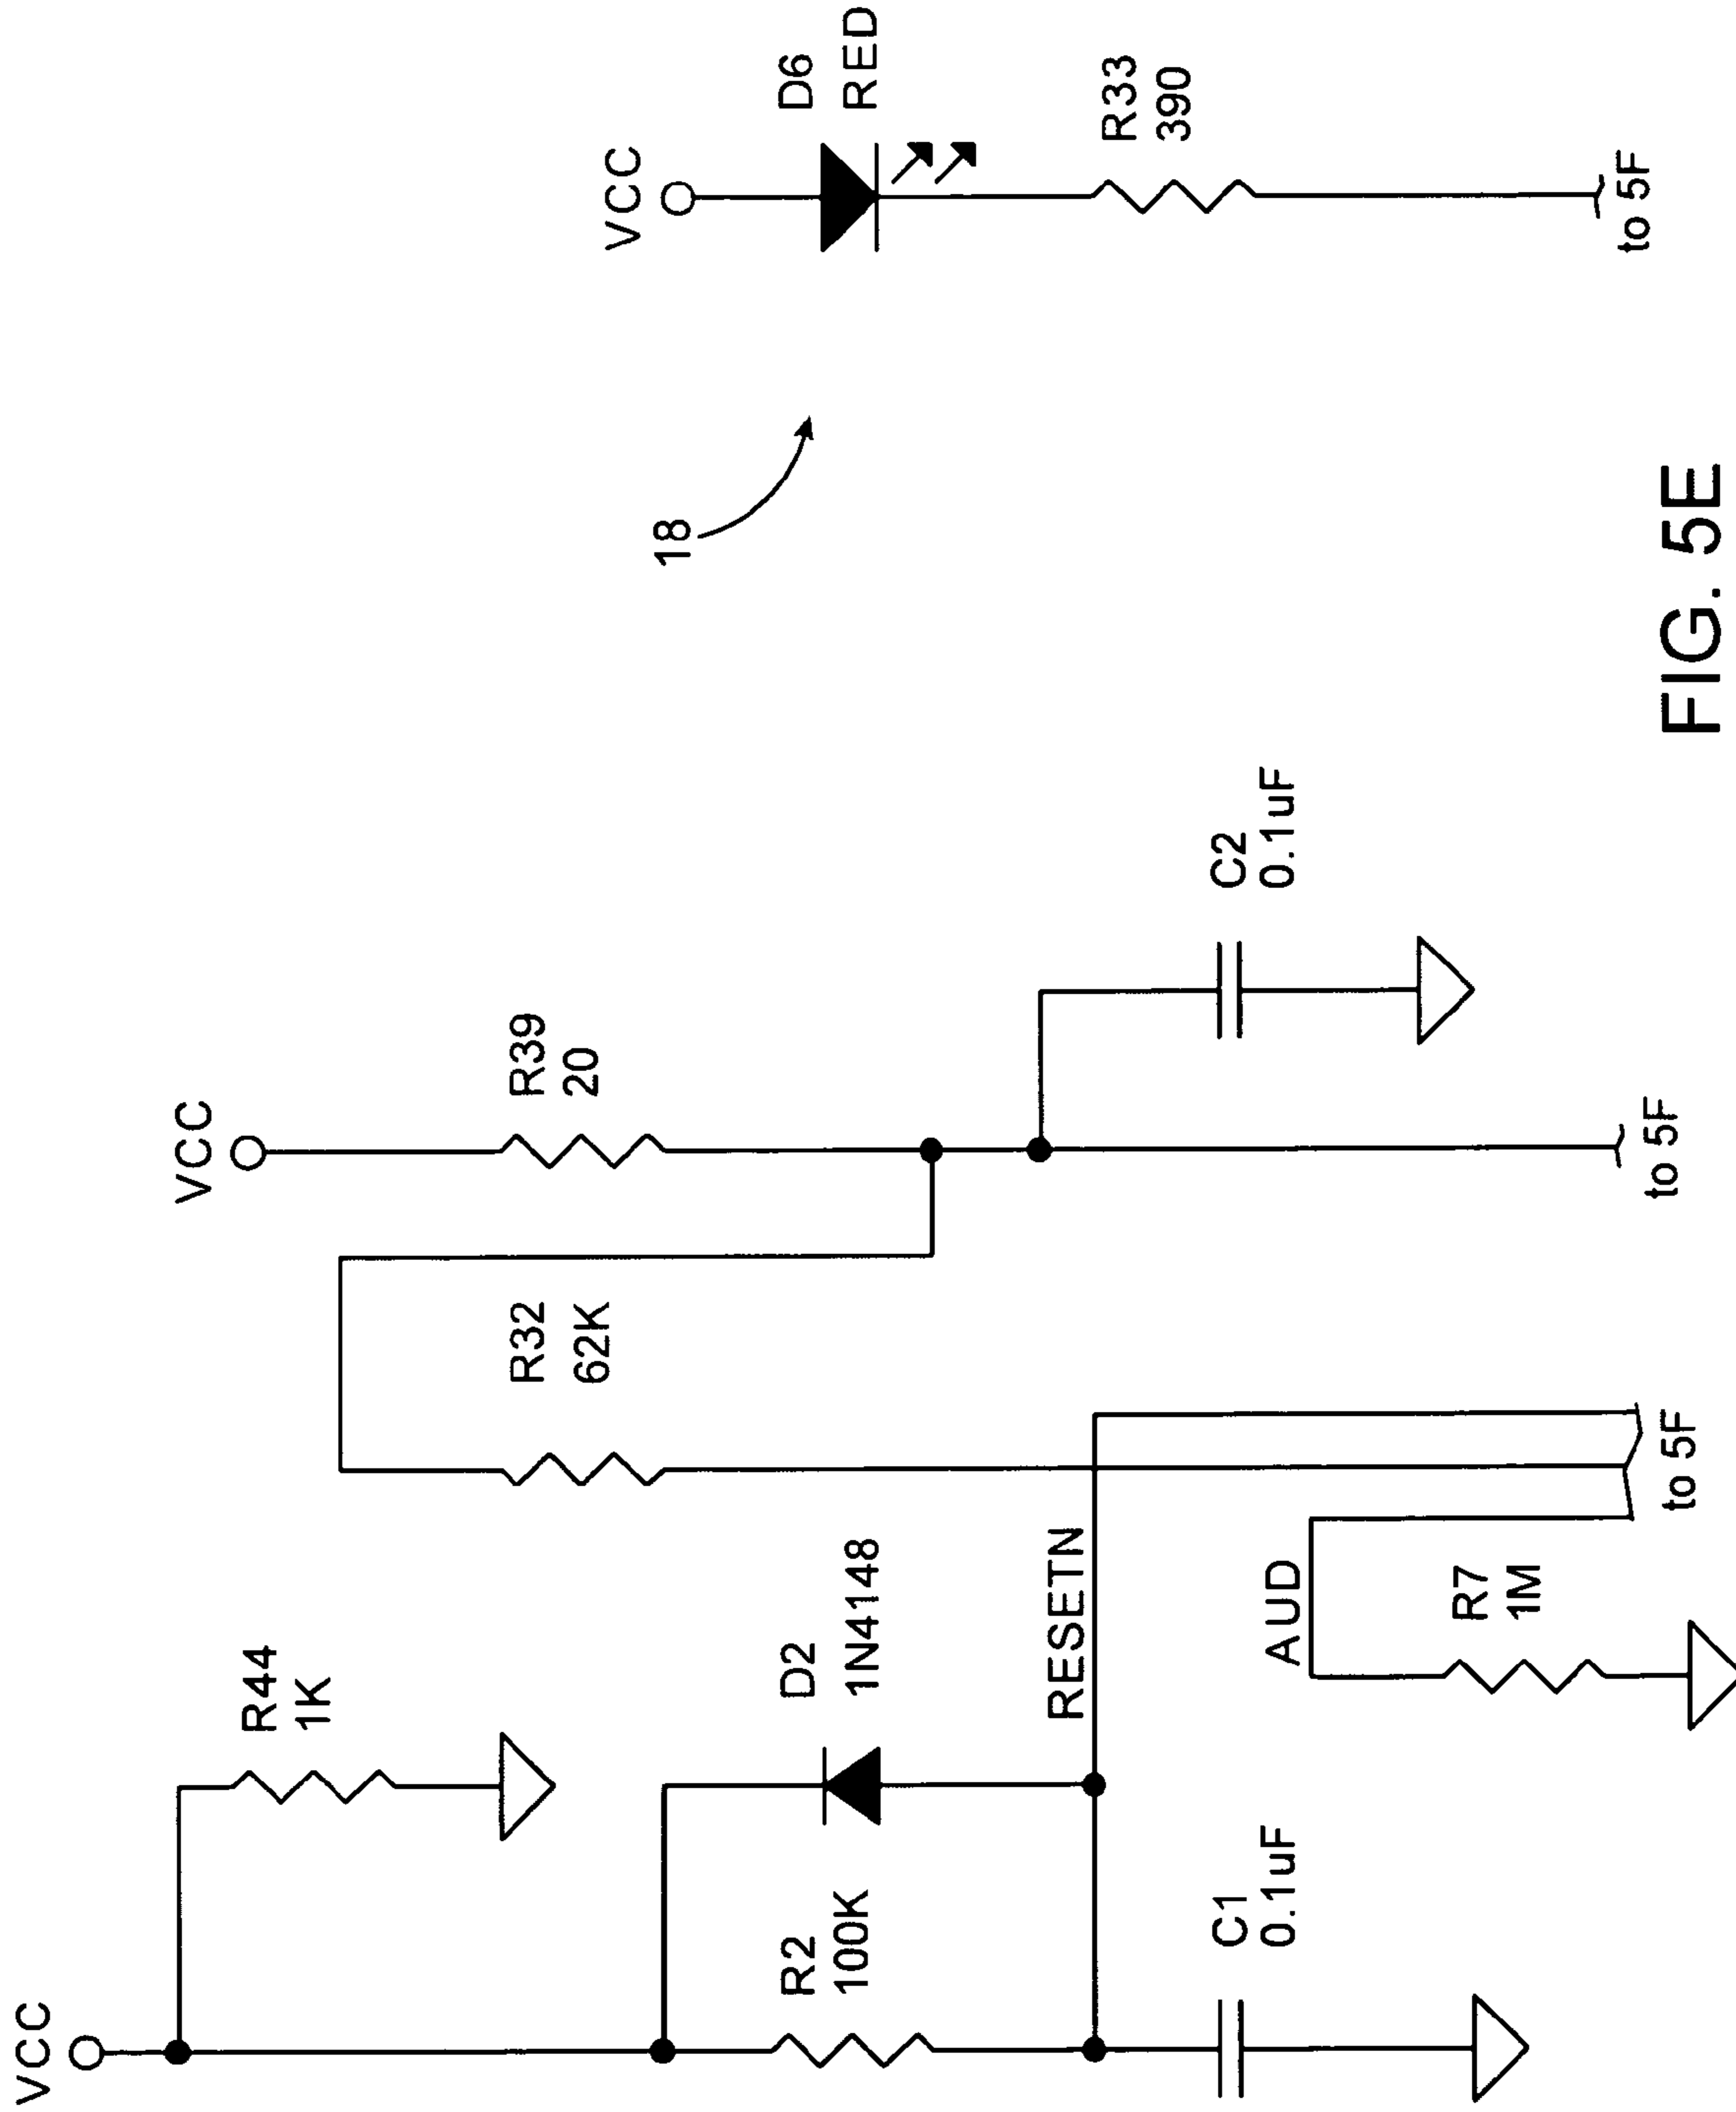 VCC
R44
1K
R2
100K
D2
1N4148
RESETN
C1
0.1uF
AUD
R7
1M
to 5F
R32
62K
VCC
R39
20
C2
0.1uF
to 5F
18
VCC
D6
RED
R33
390
to 5F
FIG. 5E